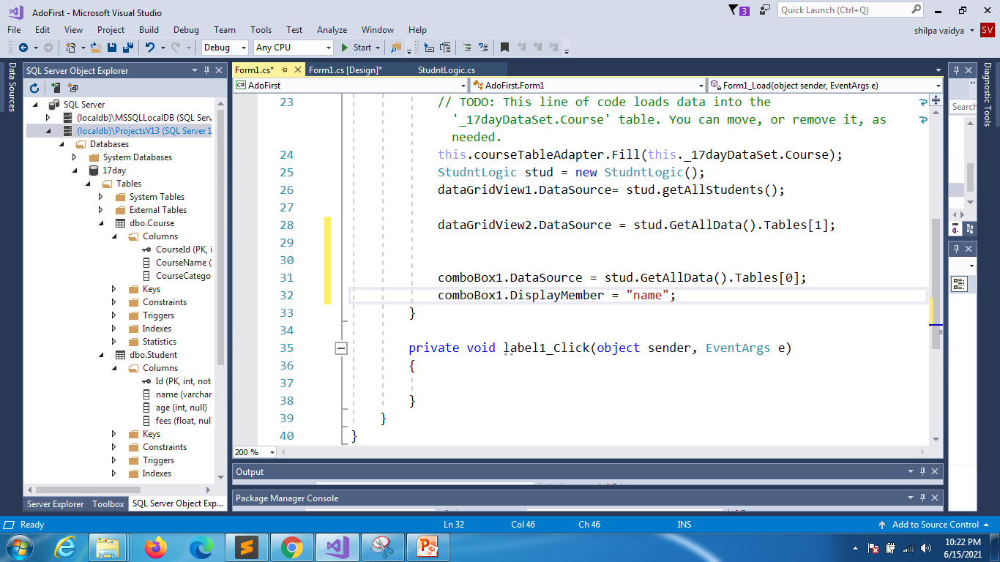 AdoFirst - Microsoft Visual Studio
3
Quick Launch (Ctrl+Q)
File Edit View Project Build Debug Team Tools Test Analyze Window Help
shilpa vaidya SV
Debug Any CPU Start
Data Sources
SQL Server Object Explorer
SQL Server
(localdb)\MSSQLLocalDB (SQL Serv
(localdb)\ProjectsV13 (SQL Server 1
Databases
System Databases
17day
Tables
System Tables
External Tables
dbo.Course
Columns
CourseId (PK, i
CourseName (
CourseCatego
Keys
Constraints
Triggers
Indexes
Statistics
dbo.Student
Columns
Id (PK, int, not
name (varchar
age (int, null)
fees (float, nul
Keys
Constraints
Triggers
Indexes
Server Explorer Toolbox SQL Server Object Exp...
Form1.cs* Form1.cs [Design]* StudntLogic.cs
AdoFirst AdoFirst.Form1 Form1_Load(object sender, EventArgs e)
23 // TODO: This line of code loads data into the
'_17dayDataSet.Course' table. You can move, or remove it, as
needed.
24 this.courseTableAdapter.Fill(this._17dayDataSet.Course);
25 StudntLogic stud = new StudntLogic();
26 dataGridView1.DataSource= stud.getAllStudents();
27
28 dataGridView2.DataSource = stud.GetAllData().Tables[1];
29
30
31 comboBox1.DataSource = stud.GetAllData().Tables[0];
32 comboBox1.DisplayMember = "name";
33 }
34
35 private void label1_Click(object sender, EventArgs e)
36 {
37
38 }
39 }
40 }
200 %
Output
Package Manager Console
Search
Diagnostic Tools
Ready Ln 32 Col 46 Ch 46 INS Add to Source Control
10:22 PM
6/15/2021